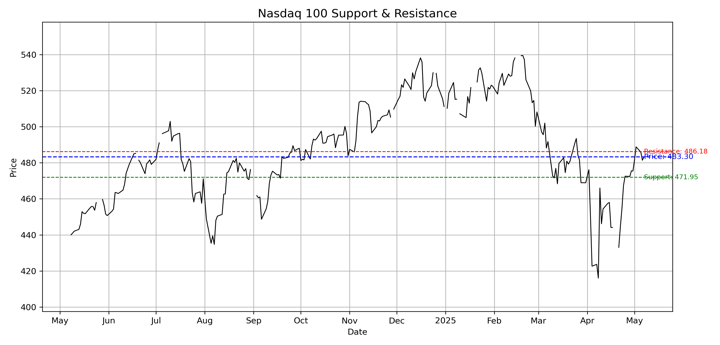 Nasdaq 100 Support & Resistance
Price
540
520
500
480
460
440
420
400
Resistance: 486.18
Price: 483.30
Support: 471.95
May Jun Jul Aug Sep Oct Nov Dec 2025 Feb Mar Apr May
Date